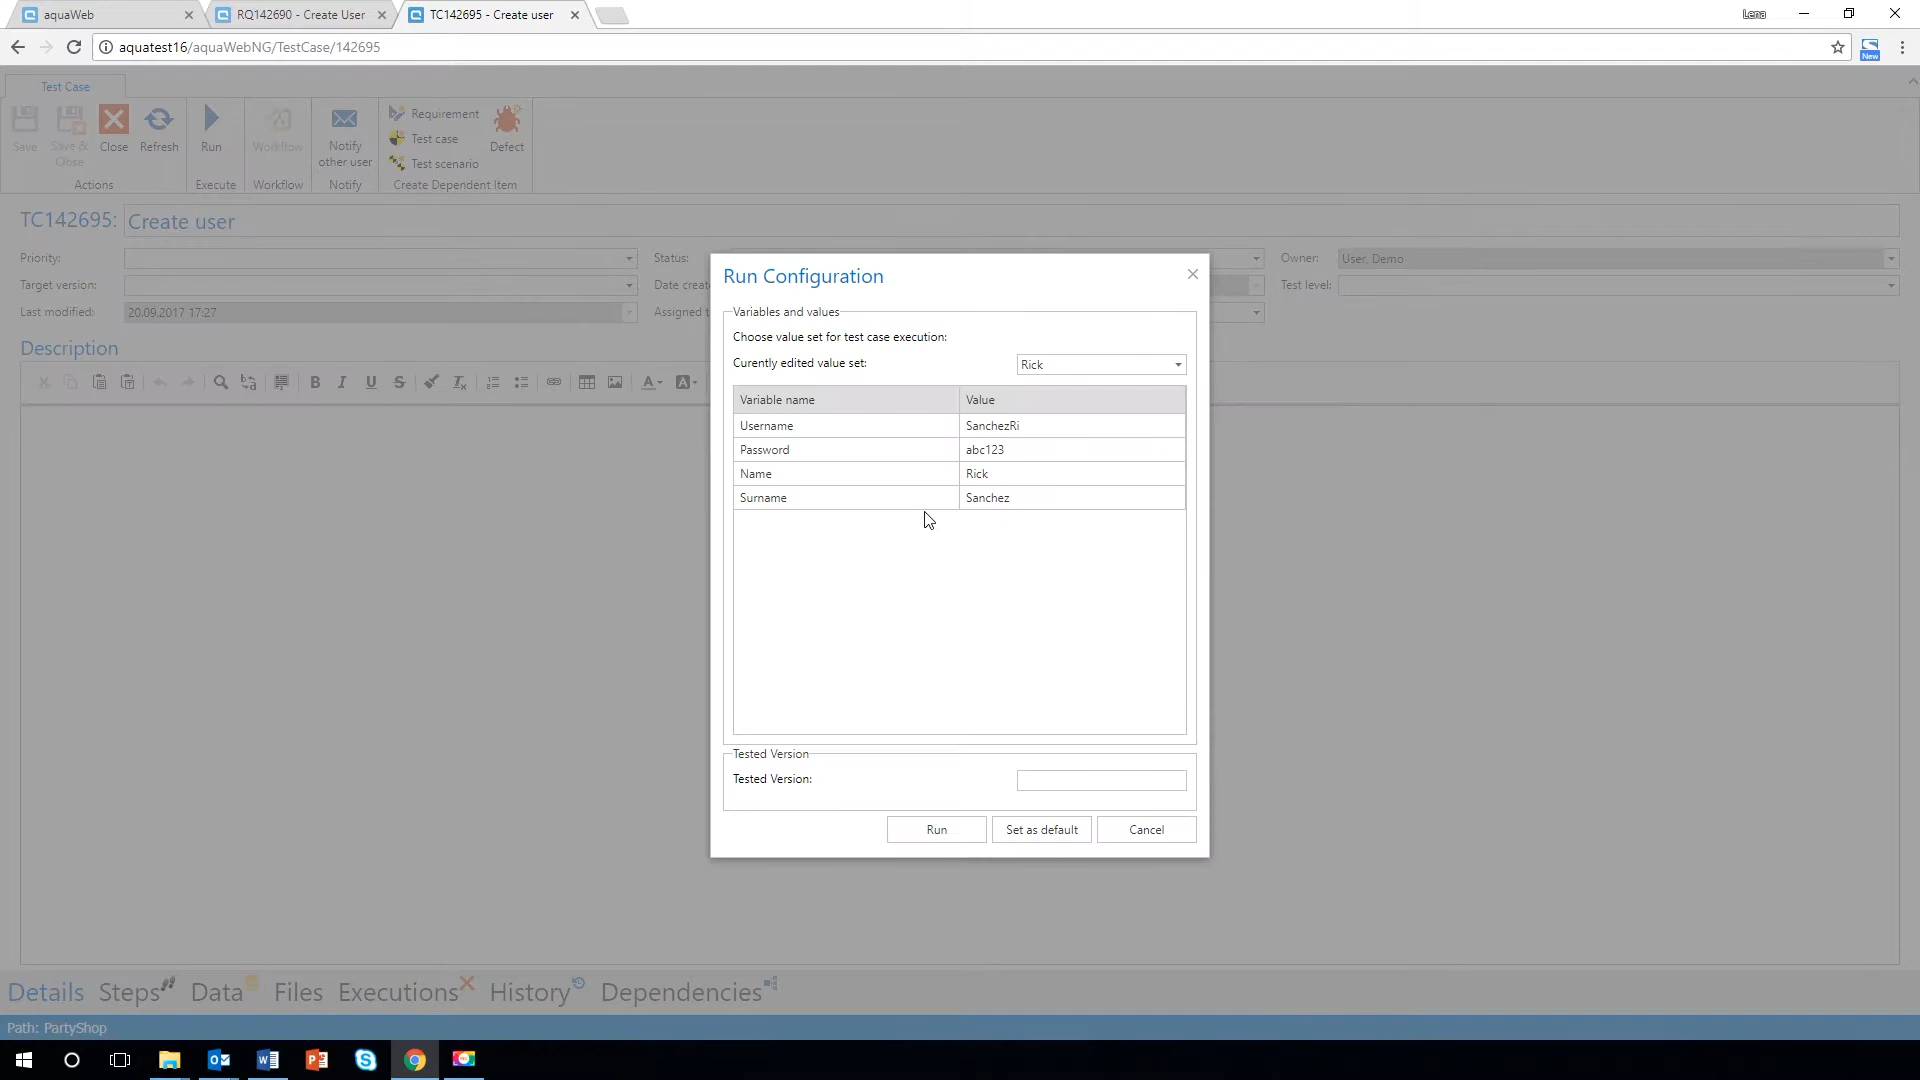 aquaWeb
RQ142690 - Create User
TC142695 - Create user
Lena
aquatest16/aquaWebNG/TestCase/142695
New
Test Case
Save
Save & Close
Close
Refresh
Run
Workflow
Notify other user
Requirement
Test case
Test scenario
Defect
Actions
Execute
Workflow
Notify
Create Dependent Item
TC142695:
Create user
Priority:
Status:
Owner:
User, Demo
Target version:
Date creat
Test level:
Last modified:
20.09.2017 17:27
Assigned t
Description
Run Configuration
Variables and values
Choose value set for test case execution:
Curently edited value set:
Rick
Variable name
Value
Username
SanchezRi
Password
abc123
Name
Rick
Surname
Sanchez
Tested Version
Tested Version:
Run
Set as default
Cancel
Details
Steps
Data
Files
Executions
History
Dependencies
Path: PartyShop